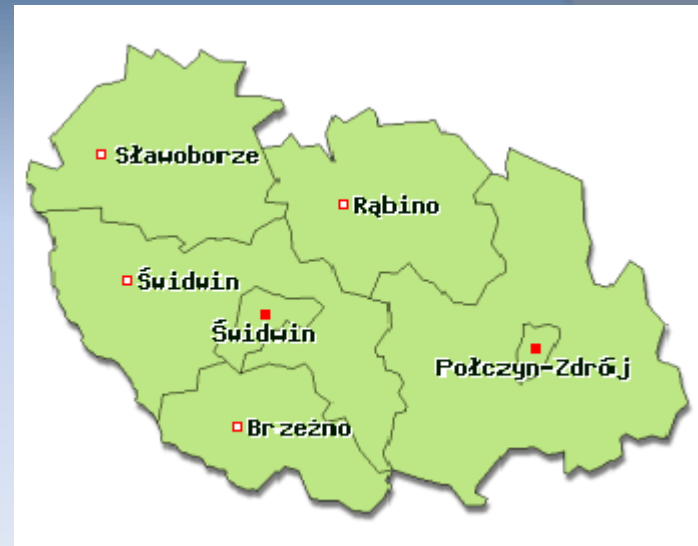 Sławoborze
Rąbino
Świdwin
Świdwin
Połczyn-Zdrój
Brzeżno